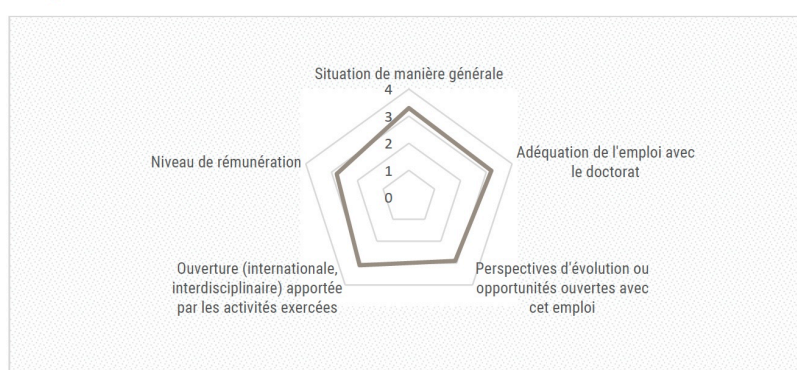 Situation de manière générale
4
3
2
1
0
Adéquation de l'emploi avec
le doctorat
Perspectives d'évolution ou
opportunités ouvertes avec
cet emploi
Ouverture (internationale,
interdisciplinaire) apportée
par les activités exercées
Niveau de rémunération